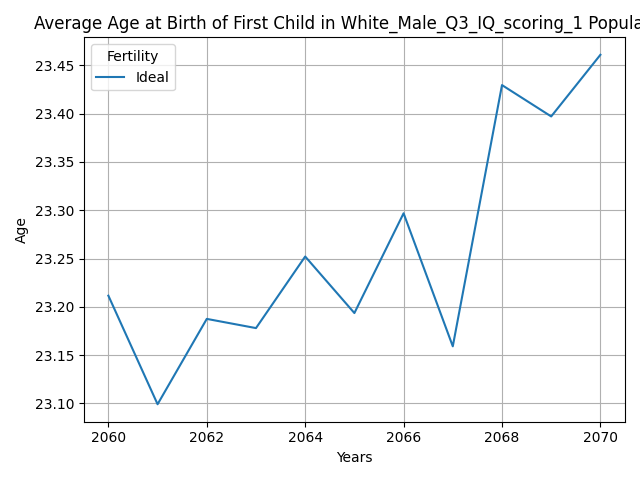 Average Age at Birth of First Child in White_Male_Q3_IQ_scoring_1 Popula
Fertility
Ideal
23.45
23.40
23.35
23.30
23.25
23.20
23.15
23.10
Age
2060 2062 2064 2066 2068 2070
Years